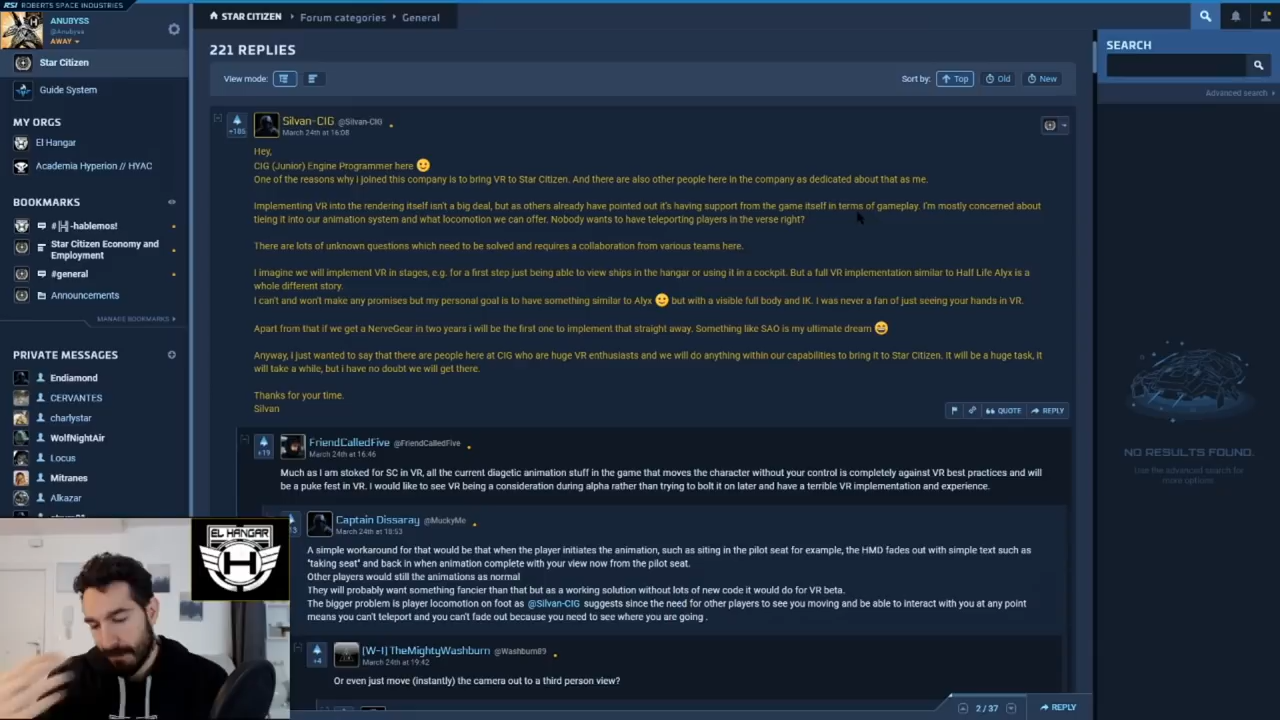 RSI ROBERTS SPACE INDUSTRIES
ANUBYSS
@Anubyss
AWAY
Star Citizen
Guide System
MY ORGS
El Hangar
Academia Hyperion // HYAC
BOOKMARKS
#[H]-hablemos!
Star Citizen Economy and
Employment
#general
Announcements
MANAGE BOOKMARKS
PRIVATE MESSAGES
Endiamond
CERVANTES
charlystar
WolfNightAir
Locus
Mitranes
Alkazar
STAR CITIZEN
Forum categories
General
221 REPLIES
View mode:
Sort by:
Top
Old
New
+186
Silvan-CIG @Silvan-CIG
March 24th at 16:08
Hey,
CIG (Junior) Engine Programmer here
One of the reasons why i joined this company is to bring VR to Star Citizen. And there are also other people here in the company as dedicated about that as me.
Implementing VR into the rendering itself isn't a big deal, but as others already have pointed out it's having support from the game itself in terms of gameplay. I'm mostly concerned about
tieing it into our animation system and what locomotion we can offer. Nobody wants to have teleporting players in the verse right?
There are lots of unknown questions which need to be solved and requires a collaboration from various teams here.
I imagine we will implement VR in stages, e.g. for a first step just being able to view ships in the hangar or using it in a cockpit. But a full VR implementation similar to Half Life Alyx is a
whole different story.
I can't and won't make any promises but my personal goal is to have something similar to Alyx but with a visible full body and IK. I was never a fan of just seeing your hands in VR.
Apart from that if we get a NerveGear in two years i will be the first one to implement that straight away. Something like SAO is my ultimate dream
Anyway, i just wanted to say that there are people here at CIG who are huge VR enthusiasts and we will do anything within our capabilities to bring it to Star Citizen. It will be a huge task, it
will take a while, but i have no doubt we will get there.
Thanks for your time.
Silvan
QUOTE
REPLY
+19
FriendCalledFive @FriendCalledFive
March 24th at 16:46
Much as I am stoked for SC in VR, all the current diagetic animation stuff in the game that moves the character without your control is completely against VR best practices and will
be a puke fest in VR. I would like to see VR being a consideration during alpha rather than trying to bolt it on later and have a terrible VR implementation and experience.
Captain Dissaray @MuckyMe
March 24th at 18:53
A simple workaround for that would be that when the player initiates the animation, such as siting in the pilot seat for example, the HMD fades out with simple text such as
"taking seat" and back in when animation complete with your view now from the pilot seat.
Other players would still the animations as normal
They will probably want something fancier than that but as a working solution without lots of new code it would do for VR beta.
The bigger problem is player locomotion on foot as @Silvan-CIG suggests since the need for other players to see you moving and be able to interact with you at any point
means you can't teleport and you can't fade out because you need to see where you are going .
+4
[W-I] TheMightyWashburn @Washburn89
March 24th at 19:42
Or even just move (instantly) the camera out to a third person view?
2 / 37
REPLY
SEARCH
Advanced search
NO RESULTS FOUND.
Use the advanced search for
more options.
EL HANGAR
H